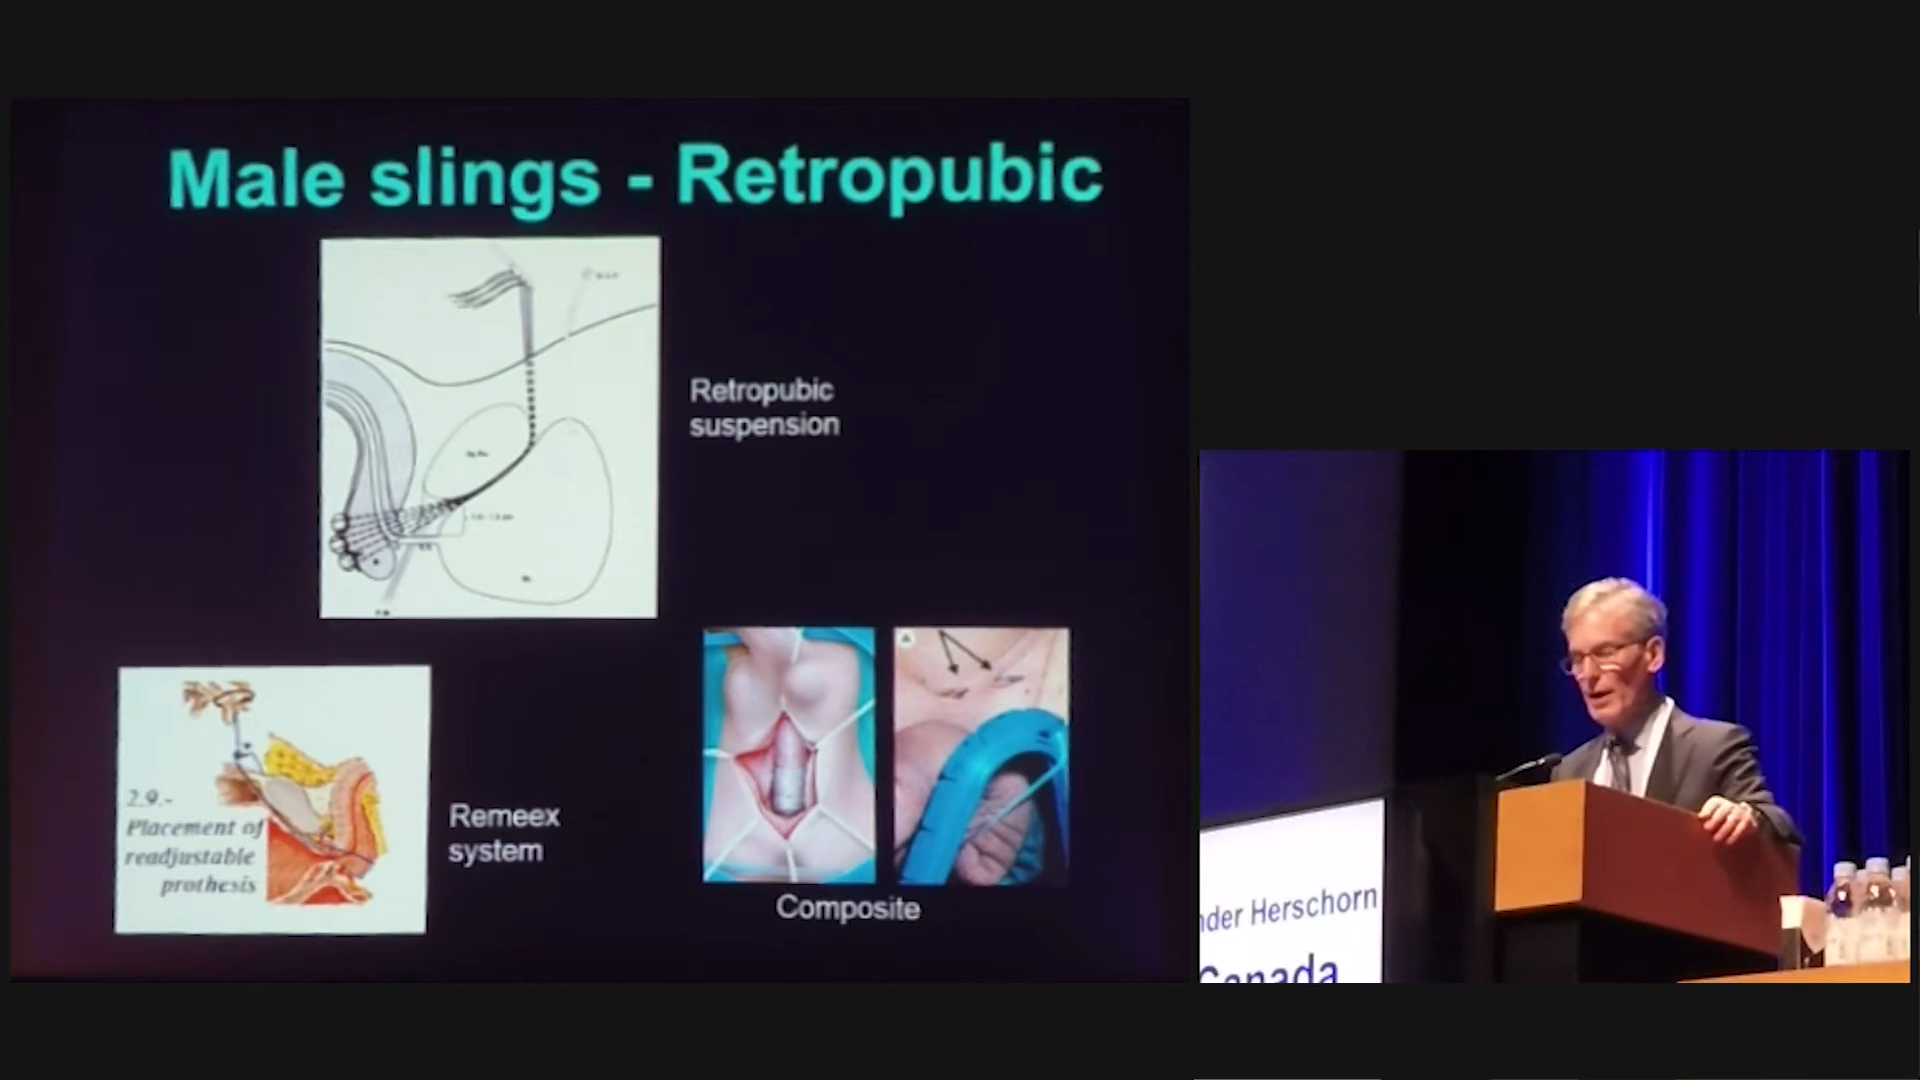 Male slings - Retropubic
Retropubic
suspension
2.9.-
Placement of
readjustable
prothesis
Remeex
system
A
Composite
nder Herschorn
Canada